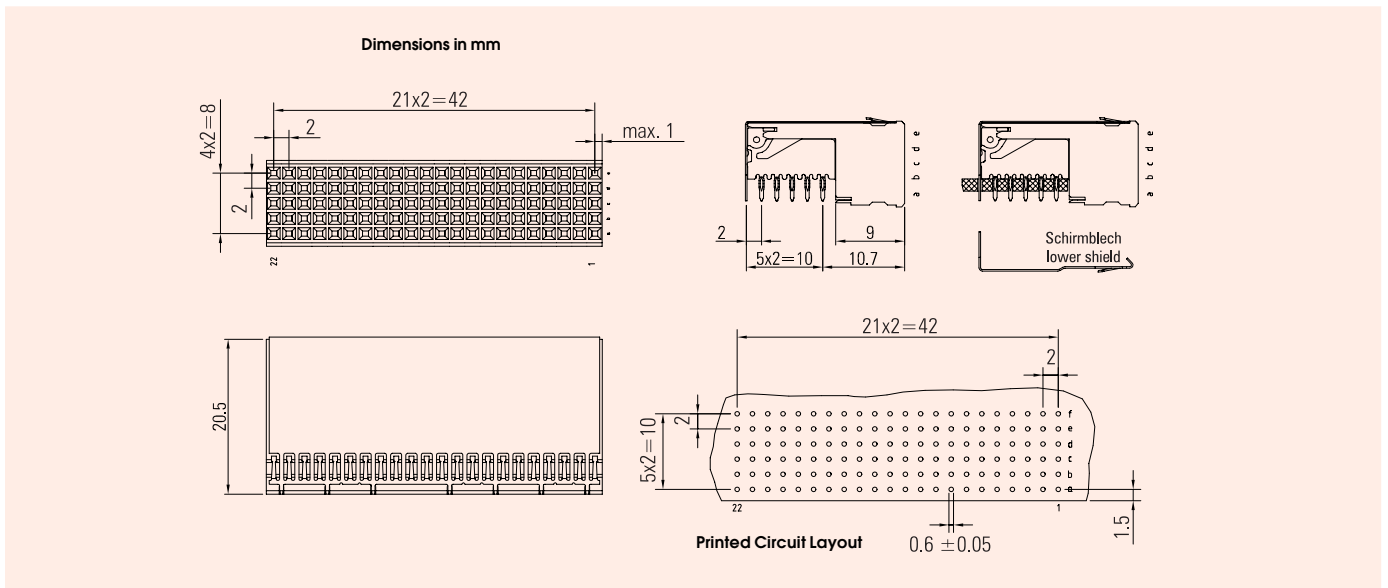 Dimensions in mm
21x2=42
4x2=8
2
max. 1
2
e
d
c
b
a
22
1
e
d
c
b
a
2
9
5x2=10
10.7
e
d
c
b
a
Schirmblech
lower shield
20.5
21x2=42
2
5x2=10
2
f
e
d
c
b
a
22
1
1.5
0.6 ±0.05
Printed Circuit Layout